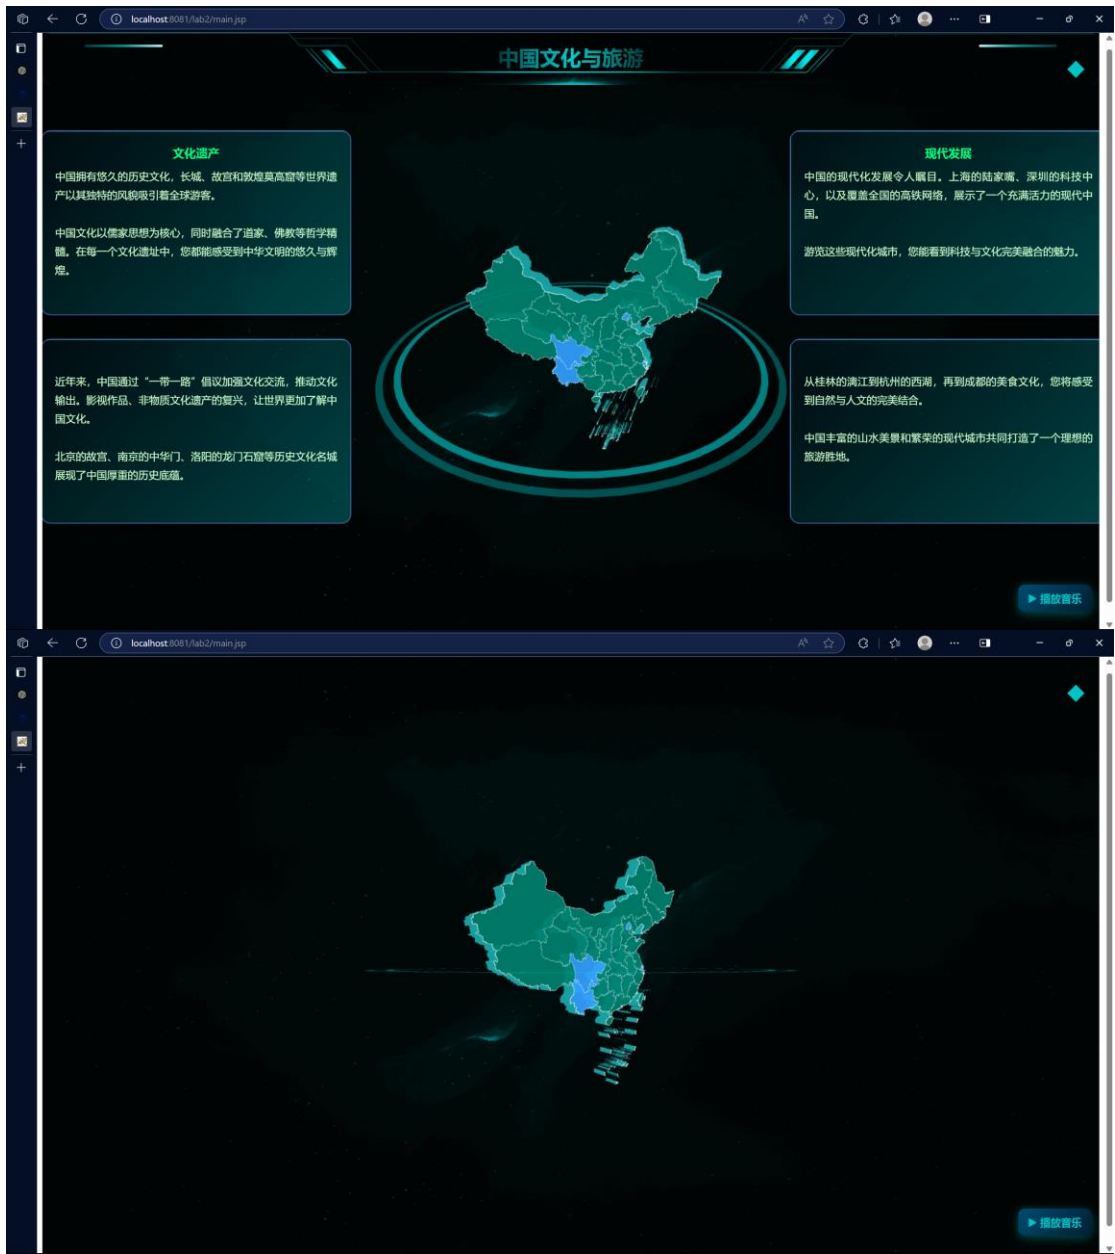 localhost:8081/lab2/main.jsp
中国文化与旅游
文化遗产
中国拥有悠久的历史文化，长城、故宫和敦煌莫高窟等世界遗
产以其独特的风貌吸引着全球游客。
中国文化以儒家思想为核心，同时融合了道家、佛教等哲学精
髓。在每一个文化遗址中，您都能感受到中华文明的悠久与辉
煌。
近年来，中国通过“一带一路”倡议加强文化交流，推动文化
输出。影视作品、非物质文化遗产的复兴，让世界更加了解中
国文化。
北京的故宫、南京的中华门、洛阳的龙门石窟等历史文化名城
展现了中国厚重的历史底蕴。
现代发展
中国的现代化发展令人瞩目。上海的陆家嘴、深圳的科技中
心，以及覆盖全国的高铁网络，展示了一个充满活力的现代中
国。
游览这些现代化城市，您能看到科技与文化完美融合的魅力。
从桂林的漓江到杭州的西湖，再到成都的美食文化，您将感受
到自然与人文的完美结合。
中国丰富的山水美景和繁荣的现代城市共同打造了一个理想的
旅游胜地。
▶ 播放音乐
localhost:8081/lab2/main.jsp
▶ 播放音乐